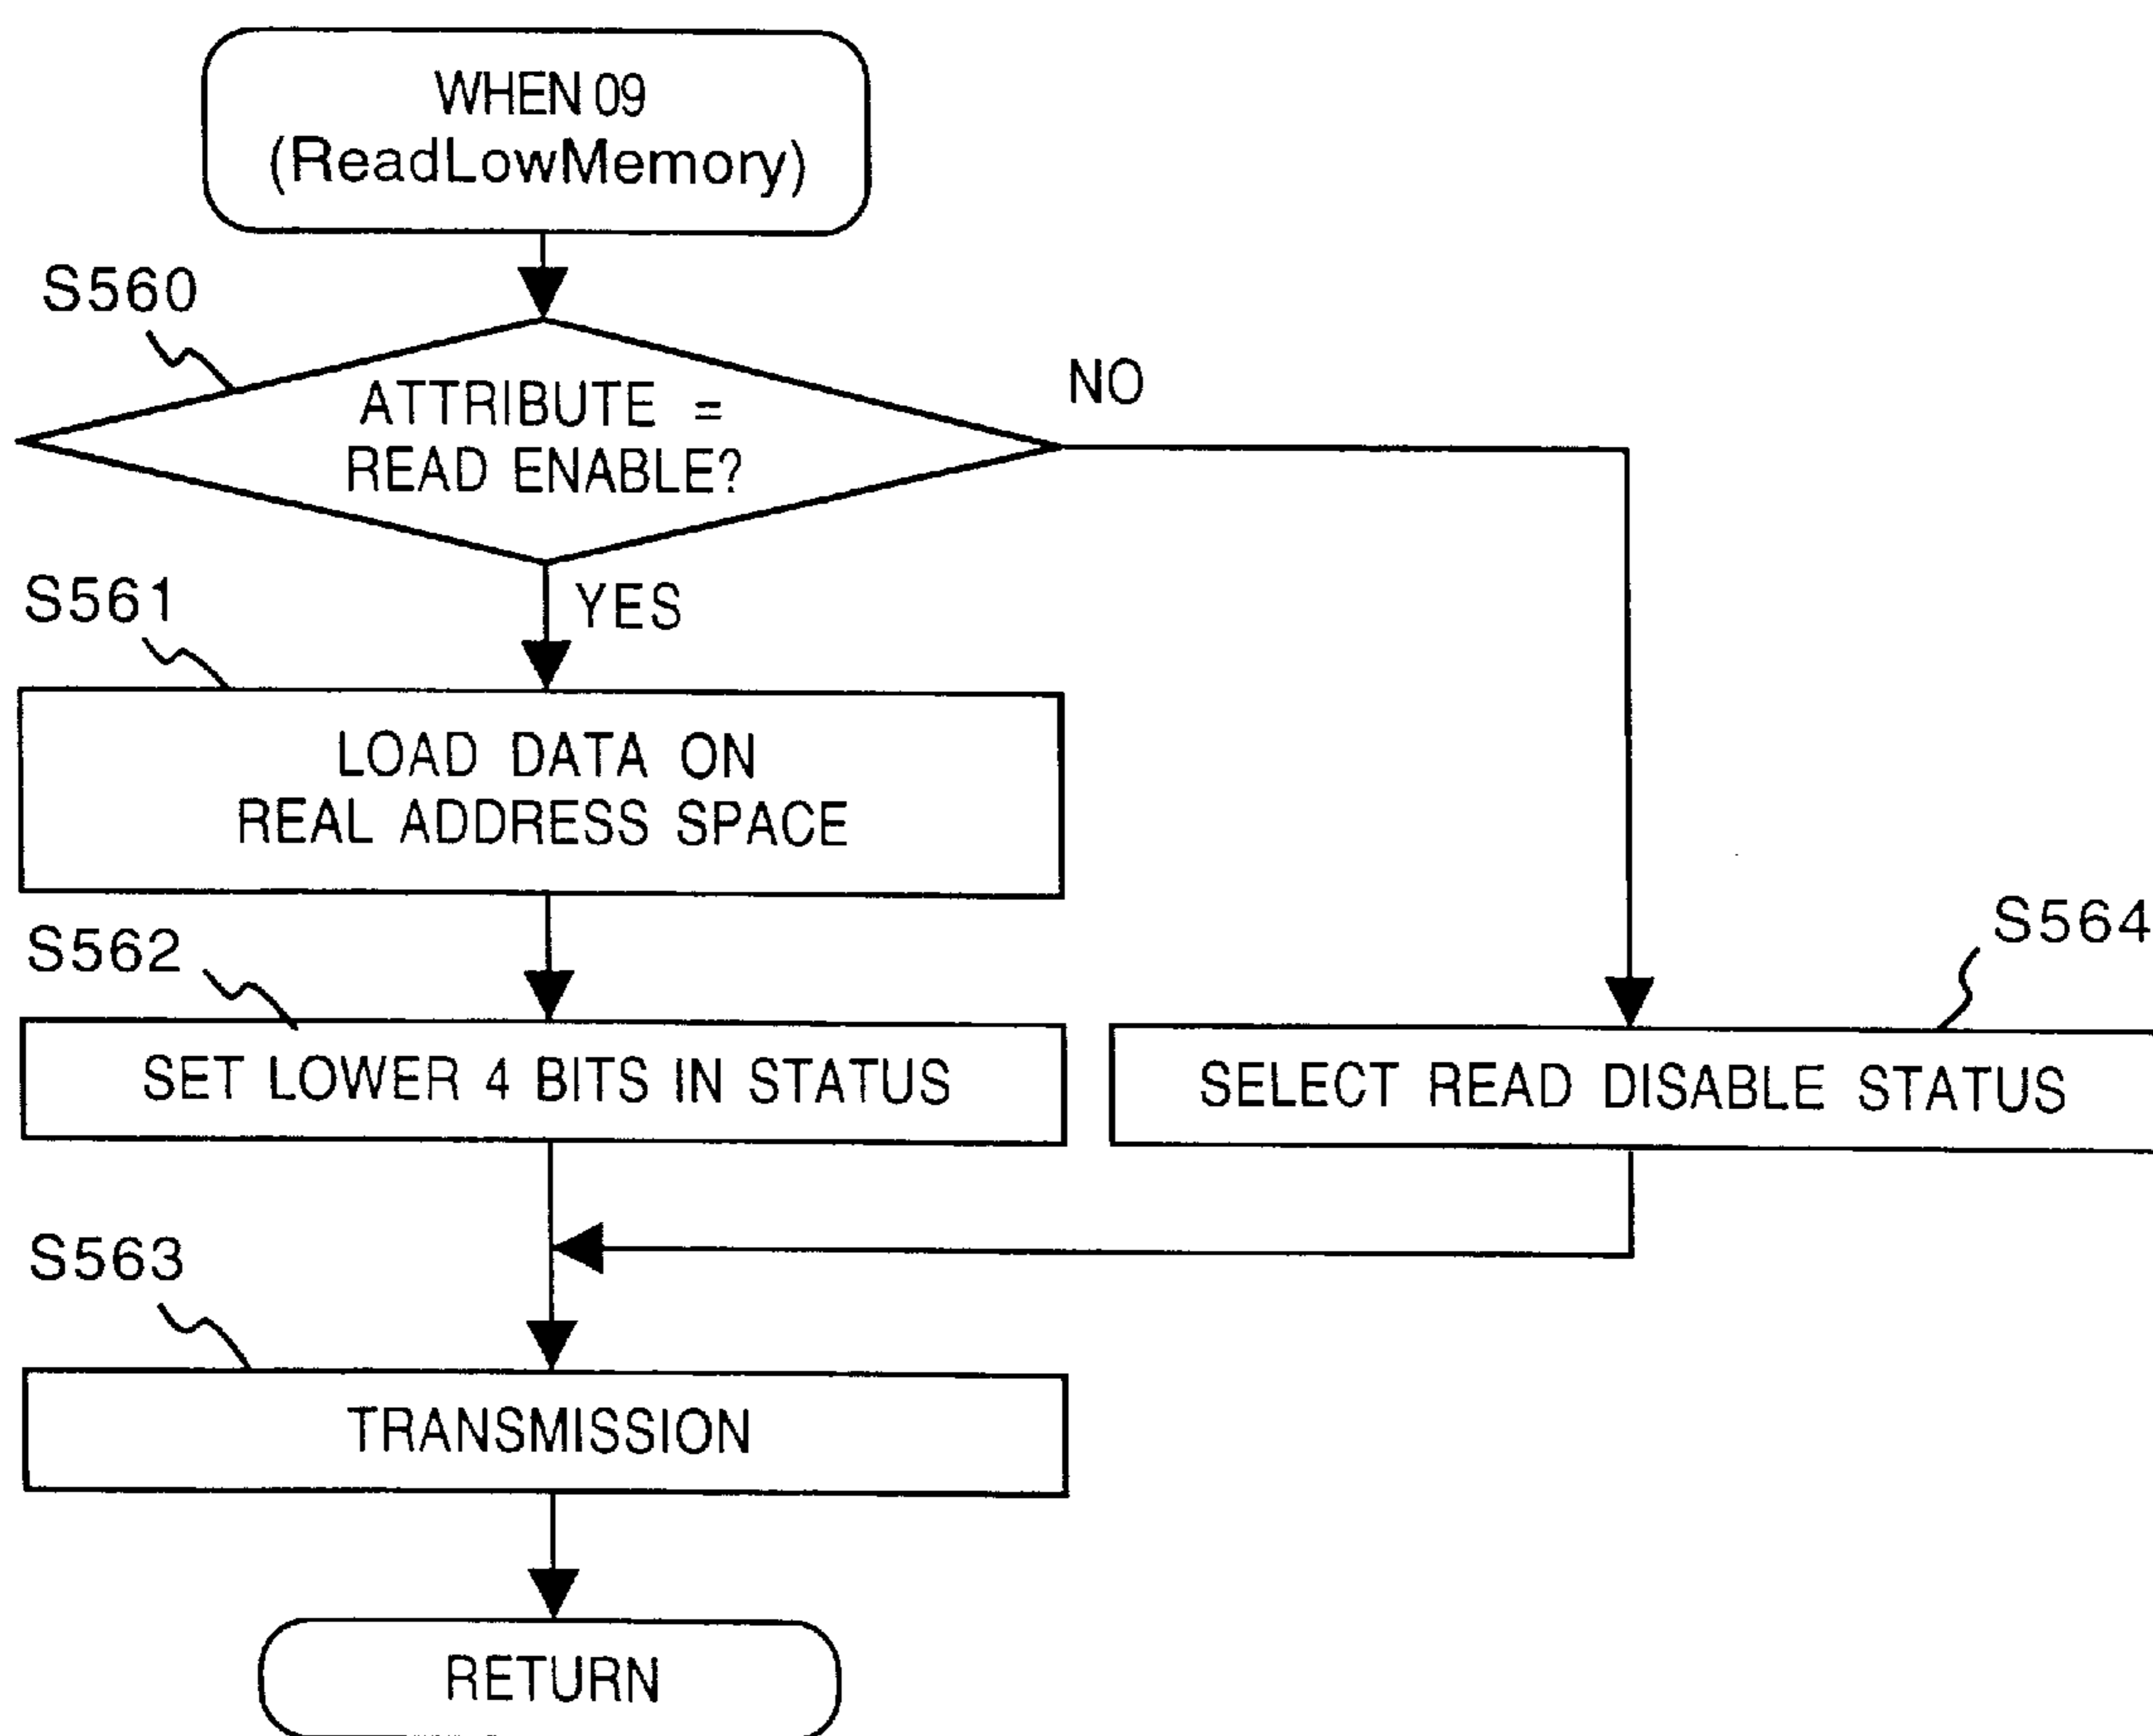 WHEN 09
(ReadLowMemory)
S560
ATTRIBUTE =
READ ENABLE?
NO
YES
S561
LOAD DATA ON
REAL ADDRESS SPACE
S562
SET LOWER 4 BITS IN STATUS
S564
SELECT READ DISABLE STATUS
S563
TRANSMISSION
RETURN